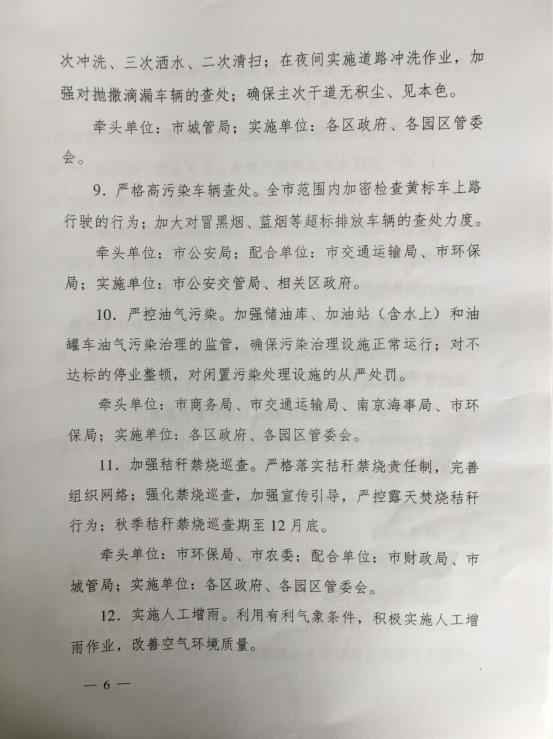 次冲洗、三次洒水、二次清扫；在夜间实施道路冲洗作业，加
强对抛撒滴漏车辆的查处；确保主次干道无积尘、见本色。
牵头单位：市城管局；实施单位：各区政府、各园区管委
会。
9．严格高污染车辆查处。全市范围内加密检查黄标车上路
行驶的行为；加大对冒黑烟、蓝烟等超标排放车辆的查处力度。
牵头单位：市公安局；配合单位：市交通运输局、市环保
局；实施单位：市公安交管局、相关区政府。
10．严控油气污染。加强储油库、加油站（含水上）和油
罐车油气污染治理的监管，确保污染治理设施正常运行；对不
达标的停业整顿，对闲置污染处理设施的从严处罚。
牵头单位：市商务局、市交通运输局、南京海事局、市环
保局；实施单位：各区政府、各园区管委会。
11．加强秸秆禁烧巡查。严格落实秸秆禁烧责任制，完善
组织网络；强化禁烧巡查，加强宣传引导，严控露天焚烧秸秆
行为；秋季秸秆禁烧巡查期至12月底。
牵头单位：市环保局、市农委；配合单位：市财政局、市
城管局；实施单位：各区政府、各园区管委会。
12．实施人工增雨。利用有利气象条件，积极实施人工增
雨作业，改善空气环境质量。
— 6 —